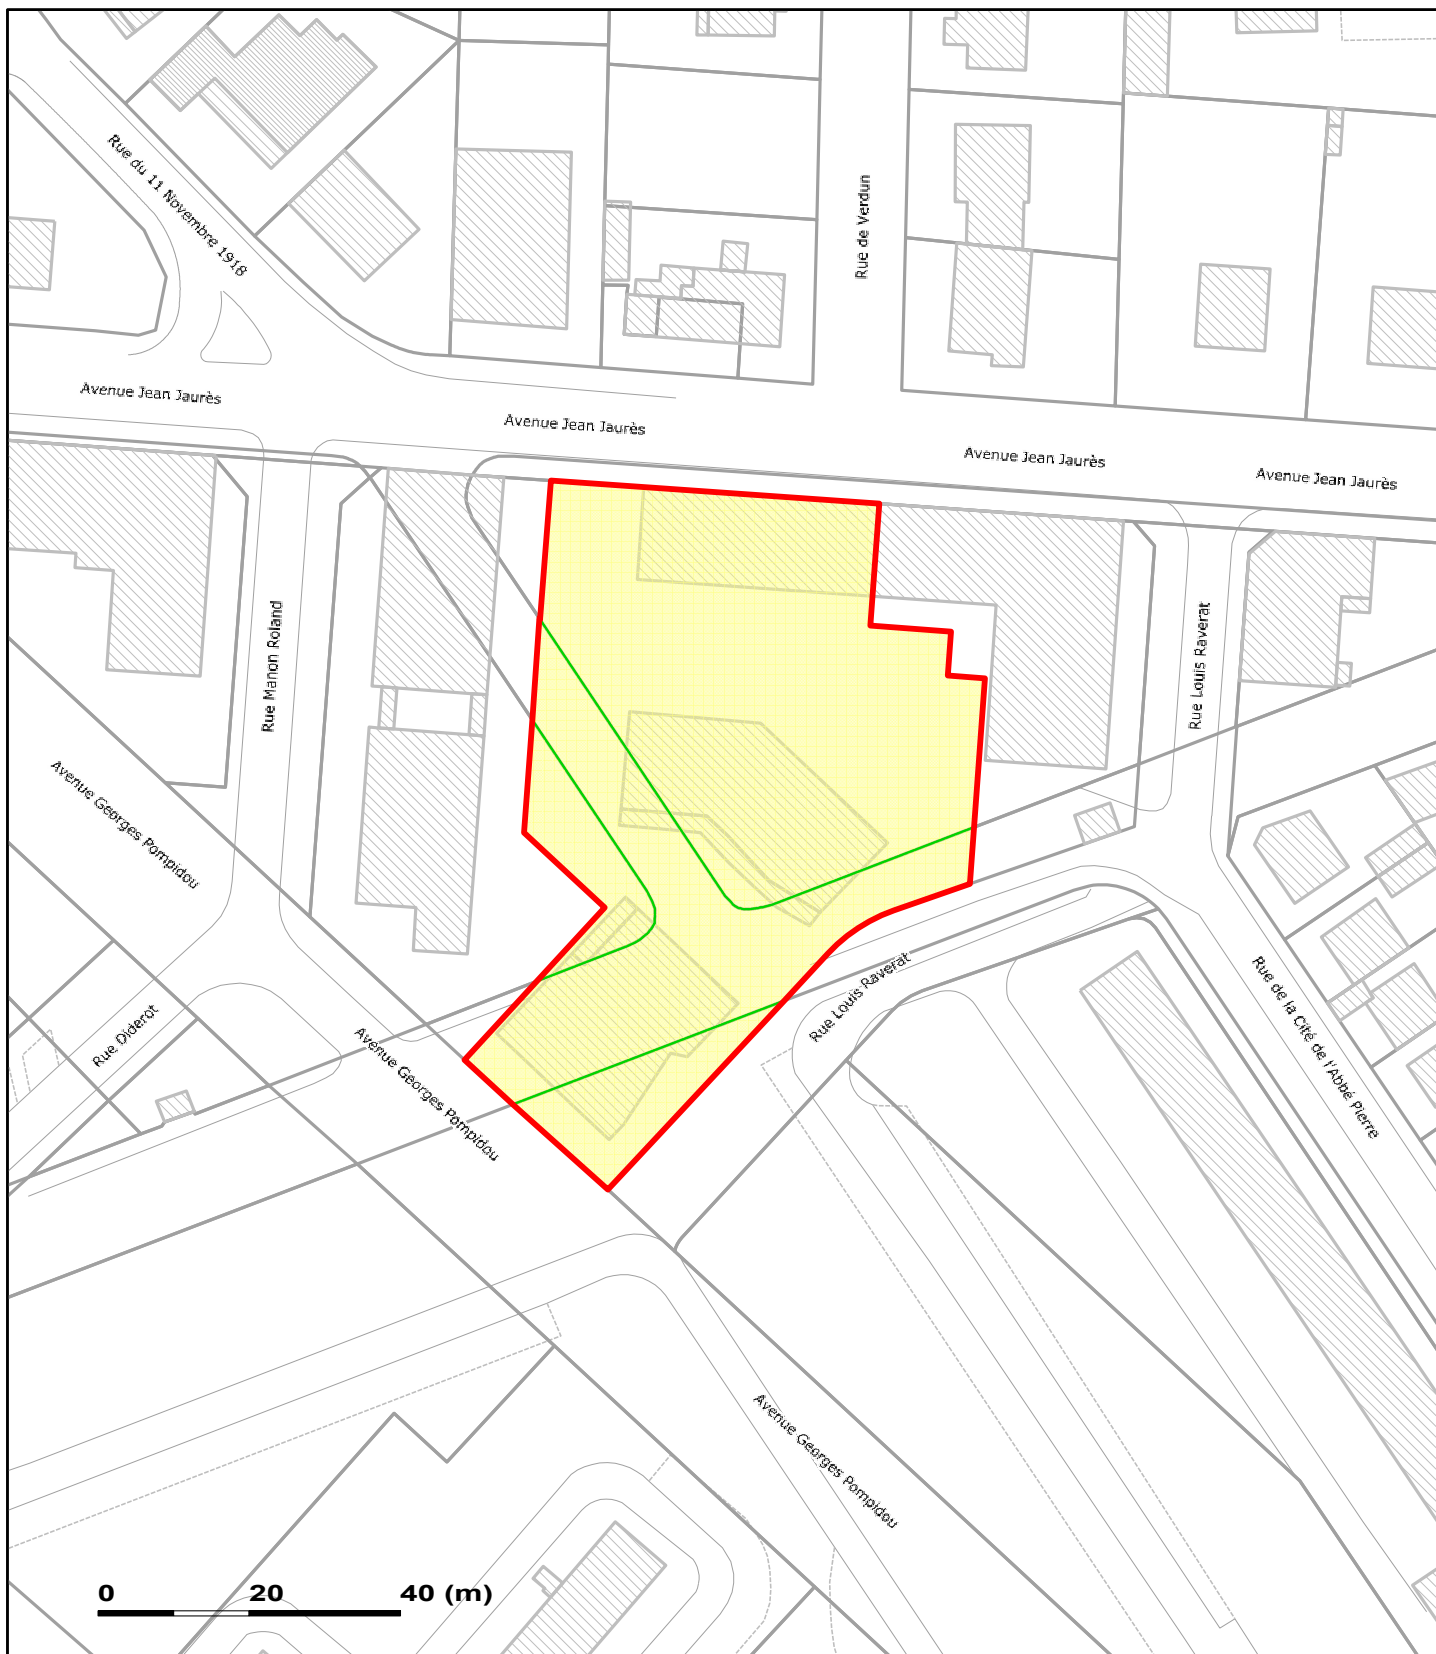 Rue du 11 Novembre 1918
Rue de Verdun
Avenue Jean Jaurès
Avenue Jean Jaurès
Avenue Jean Jaurès
Avenue Jean Jaurès
Rue Manon Roland
Rue Louis Raverat
Avenue Georges Pompidou
Rue Louis Raverat
Rue de la Cité de l'Abbé Pierre
Rue Diderot
Avenue Georges Pompidou
Avenue Georges Pompidou
0 20 40 (m)